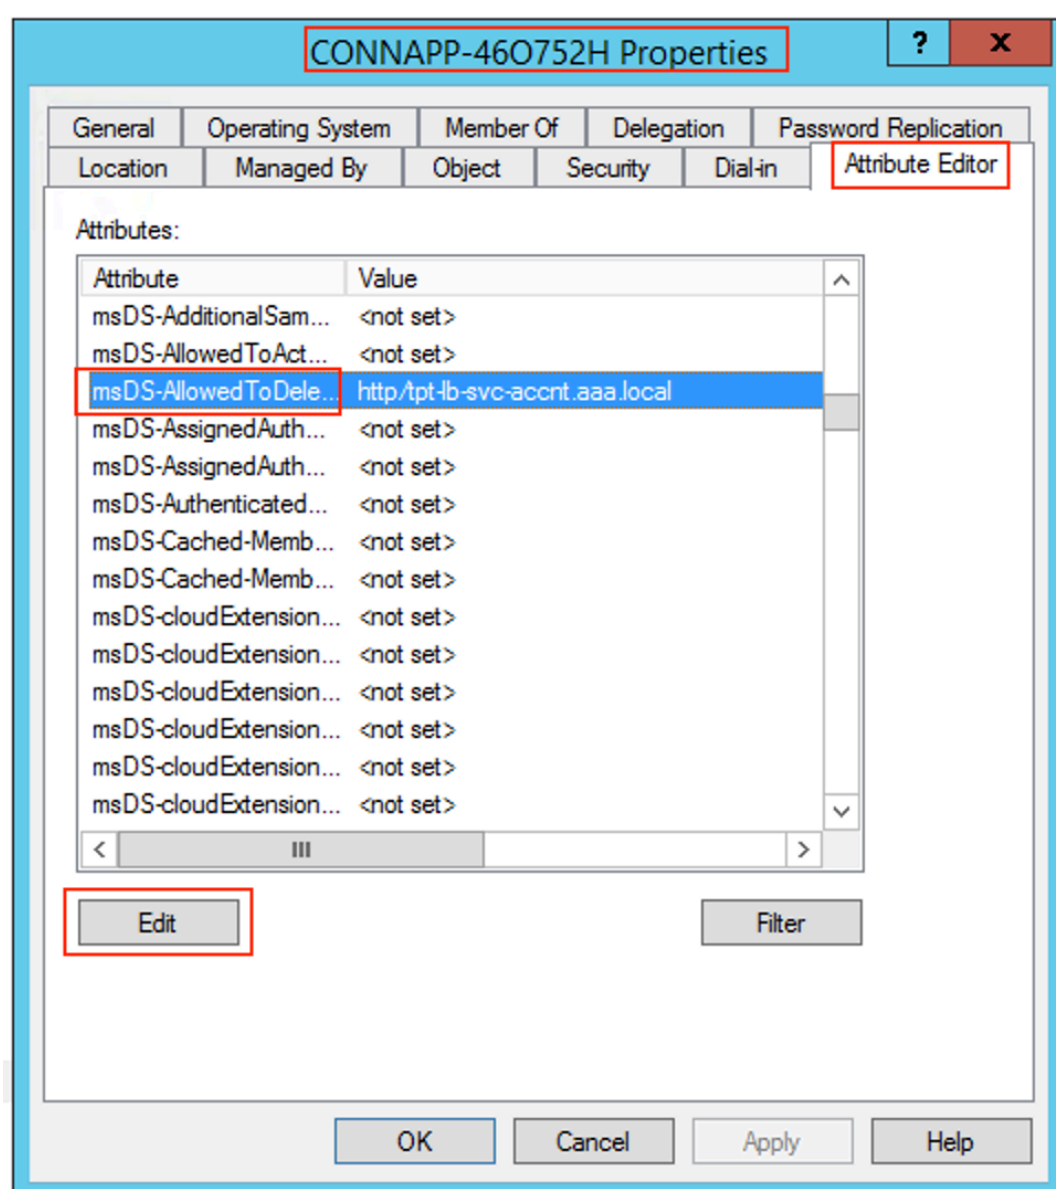 CONNAPP-46O752H Properties
?
x
General Operating System Member Of Delegation Password Replication
Location Managed By Object Security Dial-in Attribute Editor
Attributes:
Attribute Value
msDS-AdditionalSam... <not set>
msDS-AllowedToAct... <not set>
msDS-AllowedToDele... http/tpt-lb-svc-accnt.aaa.local
msDS-AssignedAuth... <not set>
msDS-AssignedAuth... <not set>
msDS-Authenticated... <not set>
msDS-Cached-Memb... <not set>
msDS-Cached-Memb... <not set>
msDS-cloudExtension... <not set>
msDS-cloudExtension... <not set>
msDS-cloudExtension... <not set>
msDS-cloudExtension... <not set>
msDS-cloudExtension... <not set>
msDS-cloudExtension... <not set>
Edit Filter
OK Cancel Apply Help